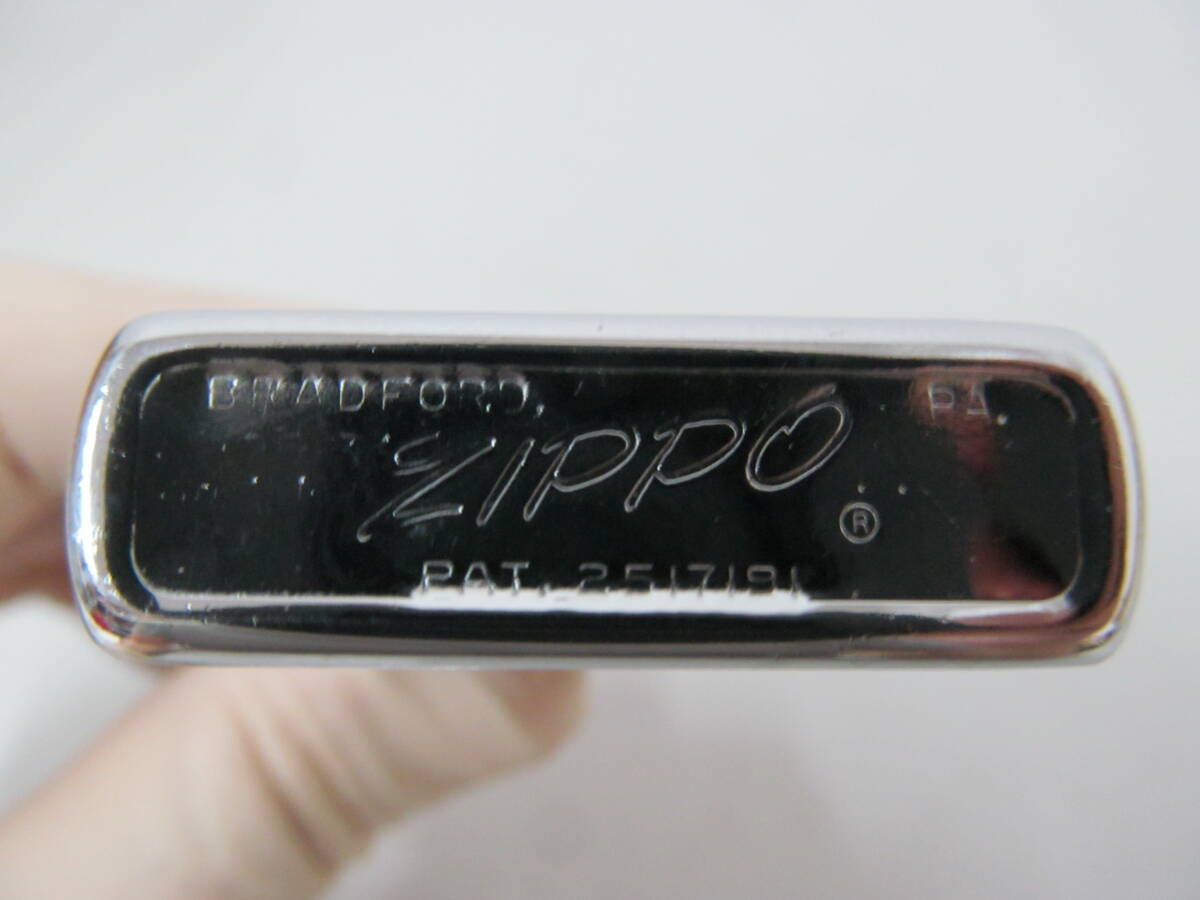 BRADFORD, PA.
ZIPPO ®
PAT. 2517191